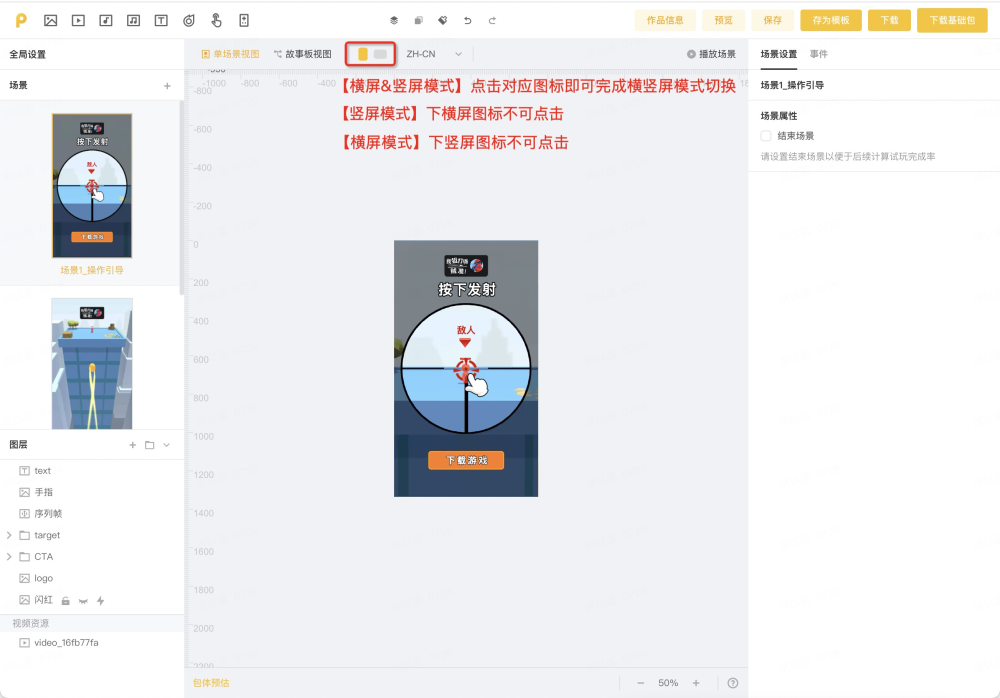 作品信息
预览
保存
存为模板
下载
下载基础包
全局设置
单场景视图
故事板视图
ZH-CN
播放场景
场景设置
事件
场景
场景1_操作引导
场景属性
结束场景
请设置结束场景以便于后续计算试玩完成率
-1000 -800 -600 -400
【横屏&竖屏模式】点击对应图标即可完成横竖屏模式切换
【竖屏模式】下横屏图标不可点击
【横屏模式】下竖屏图标不可点击
-800
-600
-400
-200
0
200
400
600
800
1000
1200
1400
1600
1800
2000
2200
按下发射
敌人
下载游戏
场景1_操作引导
按下发射
敌人
下载游戏
图层
text
手指
序列帧
target
CTA
logo
闪红
视频资源
video_16fb77fa
包体预估
50%